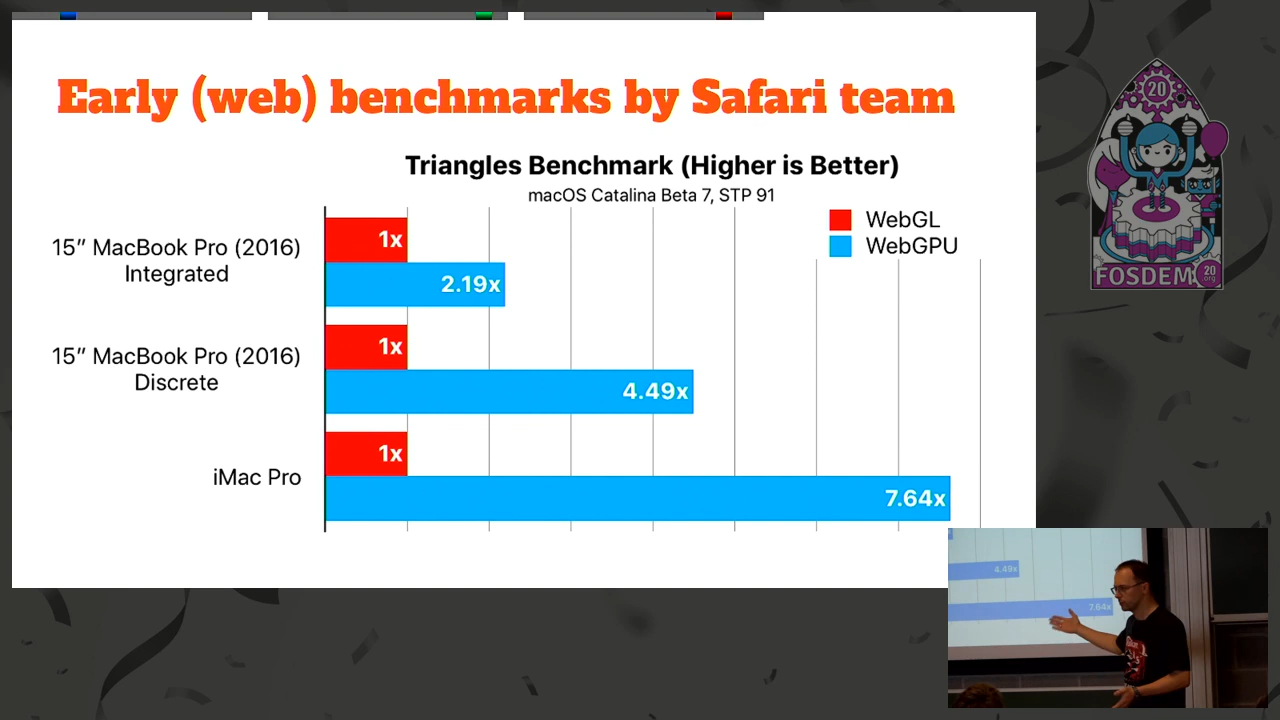 Early (web) benchmarks by Safari team
Triangles Benchmark (Higher is Better)
macOS Catalina Beta 7, STP 91
WebGL
WebGPU
15” MacBook Pro (2016)
Integrated
1x
2.19x
15” MacBook Pro (2016)
Discrete
1x
4.49x
iMac Pro
1x
7.64x
20
FOSDEM
20
.org
4.49x
7.64x